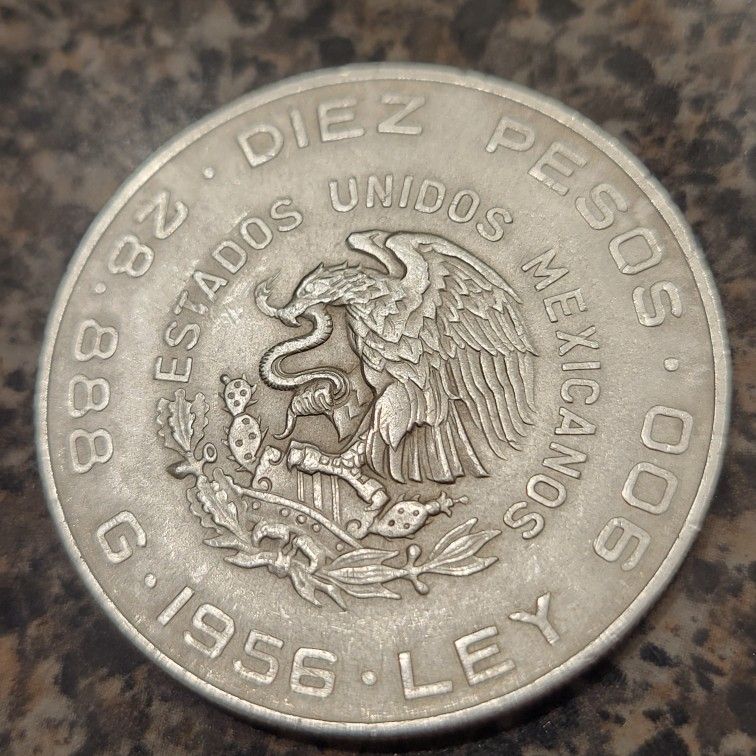 · DIEZ PESOS ·
28.888 G · 1956 · LEY 900
ESTADOS UNIDOS MEXICANOS